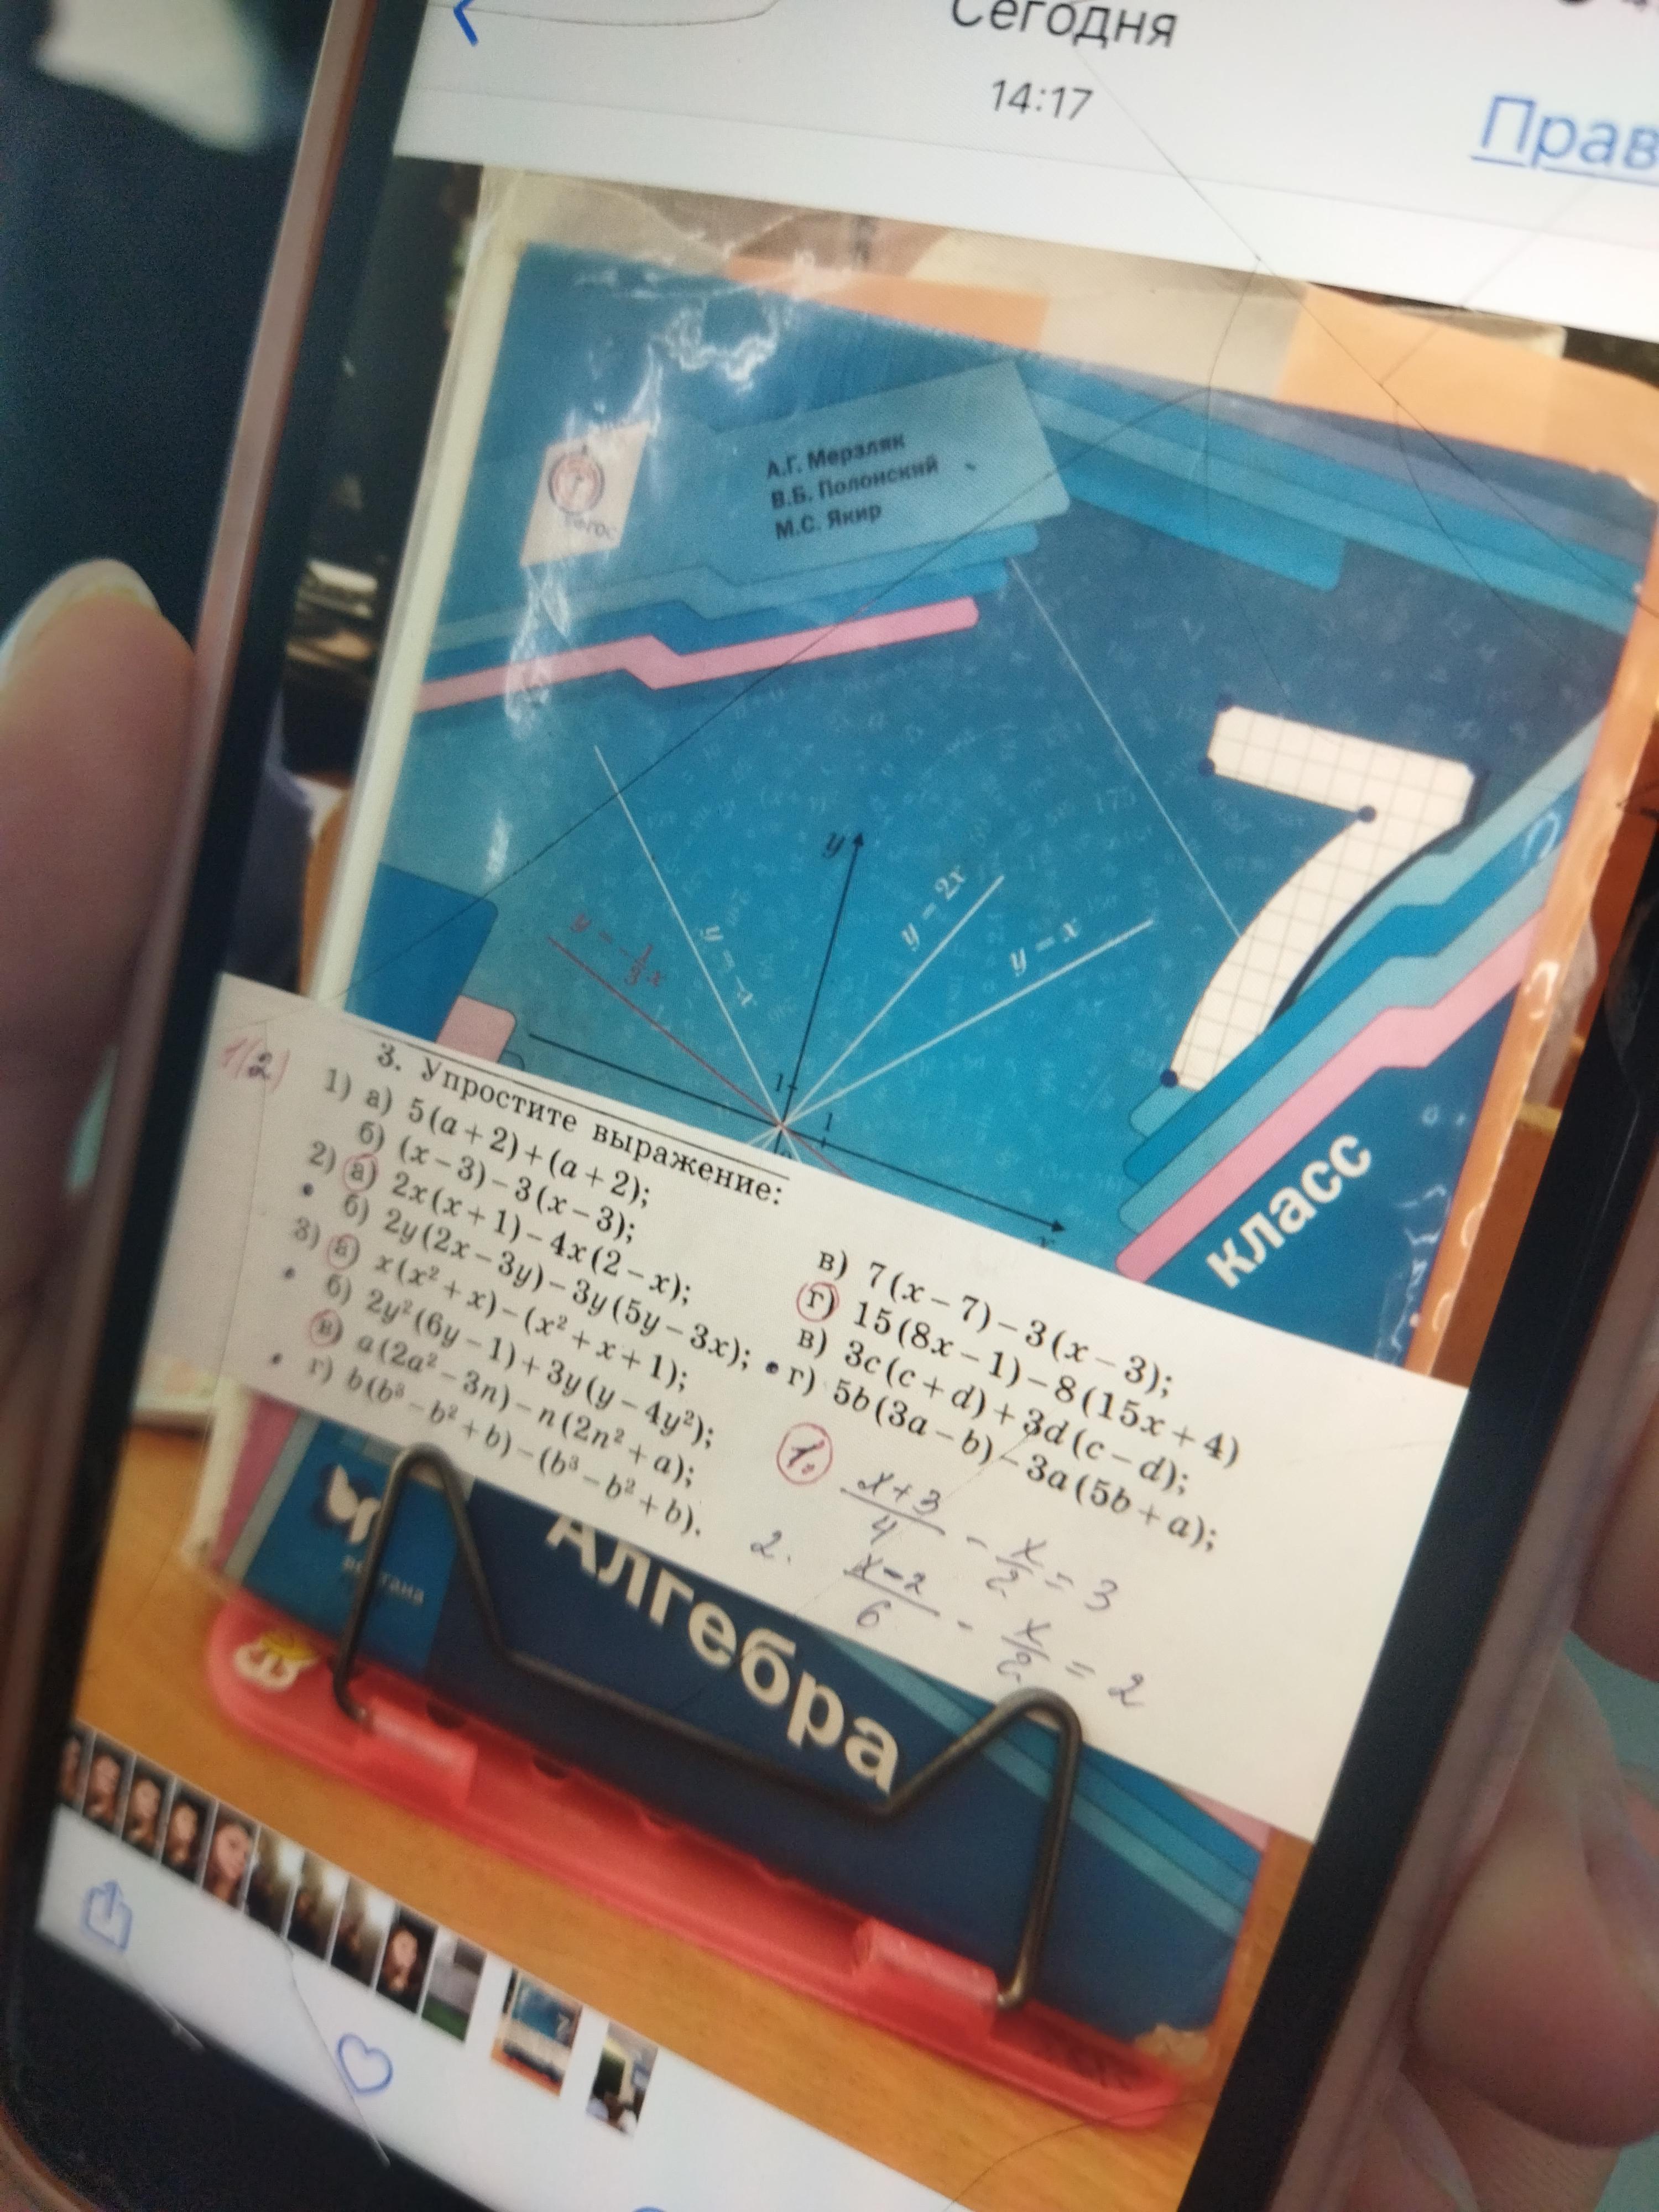 Сегодня
14:17
Прав
А.Г. Мерзляк
В.Б. Полонский
М.С. Якир
ФГОС
7
y
y = 2x
y = x
y = -x
1
1
x
класс
3. Упростите выражение:
1) а) 5(a + 2) + (a + 2);
б) (x – 3) – 3(x – 3);
2) а) 2x(x + 1) – 4x(2 – x);
б) 2y(2x – 3y) – 3y(5y – 3x);
3) а) x(x² + x) – (x² + x + 1);
б) 2y²(6y – 1) + 3y(y – 4y²);
в) a(2a² – 3n) – n(2n² + a);
г) b(b³ – b² + b) – (b³ – b² + b).
в) 7(x – 7) – 3(x – 3);
г) 15(8x – 1) – 8(15x + 4)
в) 3c(c + d) + 3d(c – d);
г) 5b(3a – b) – 3a(5b + a);
1. (x+3)/4 - x/2 = 3
2. (x-2)/6 - x/2 = 2
Алгебра